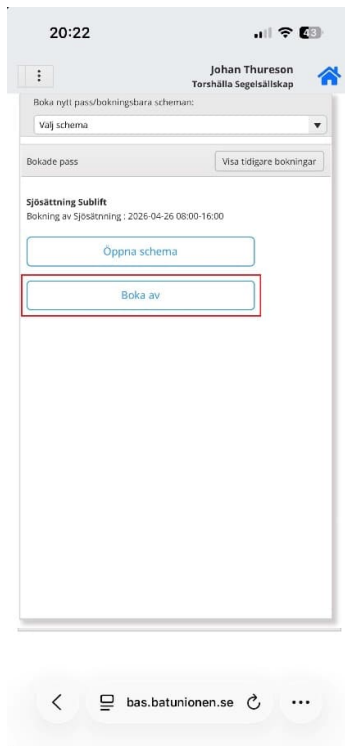 20:22
43
Johan Thureson
Torshälla Segelsällskap
Boka nytt pass/bokningsbara scheman:
Välj schema
Bokade pass
Visa tidigare bokningar
Sjösättning Sublift
Bokning av Sjösätnning : 2026-04-26 08:00-16:00
Öppna schema
Boka av
bas.batunionen.se